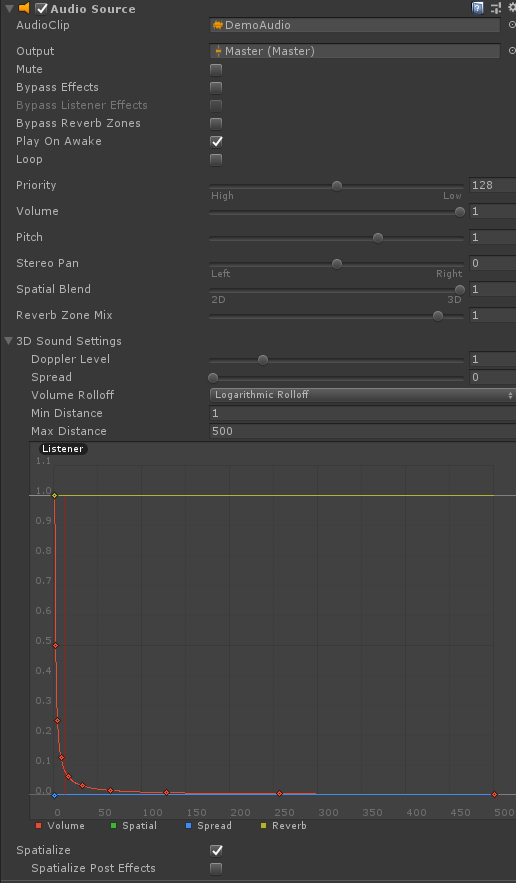 Audio Source
AudioClip DemoAudio
Output Master (Master)
Mute
Bypass Effects
Bypass Listener Effects
Bypass Reverb Zones
Play On Awake
Loop
Priority 128
High Low
Volume 1
Pitch 1
Stereo Pan 0
Left Right
Spatial Blend 1
2D 3D
Reverb Zone Mix 1
3D Sound Settings
Doppler Level 1
Spread 0
Volume Rolloff Logarithmic Rolloff
Min Distance 1
Max Distance 500
Listener
1.1
1.0
0.9
0.8
0.7
0.6
0.5
0.4
0.3
0.2
0.1
0.0
0 50 100 150 200 250 300 350 400 450 500
Volume Spatial Spread Reverb
Spatialize
Spatialize Post Effects